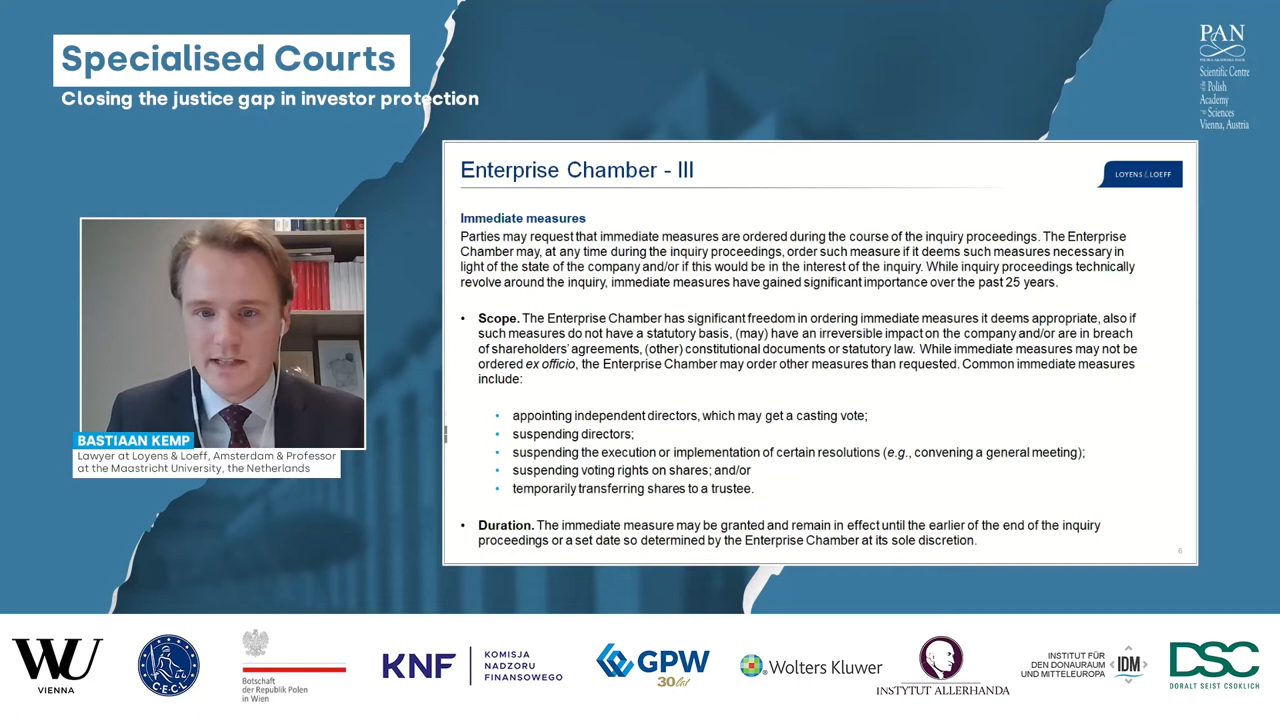 Specialised Courts
Closing the justice gap in investor protection
PAN
Scientific Centre
of the Polish
Academy
of Sciences
Vienna, Austria
Enterprise Chamber - III
LOYENS & LOEFF
Immediate measures
Parties may request that immediate measures are ordered during the course of the inquiry proceedings. The Enterprise
Chamber may, at any time during the inquiry proceedings, order such measure if it deems such measures necessary in
light of the state of the company and/or if this would be in the interest of the inquiry. While inquiry proceedings technically
revolve around the inquiry, immediate measures have gained significant importance over the past 25 years.
• Scope. The Enterprise Chamber has significant freedom in ordering immediate measures it deems appropriate, also if
such measures do not have a statutory basis, (may) have an irreversible impact on the company and/or are in breach
of shareholders' agreements, (other) constitutional documents or statutory law. While immediate measures may not be
ordered ex officio, the Enterprise Chamber may order other measures than requested. Common immediate measures
include:
• appointing independent directors, which may get a casting vote;
• suspending directors;
• suspending the execution or implementation of certain resolutions (e.g., convening a general meeting);
• suspending voting rights on shares; and/or
• temporarily transferring shares to a trustee.
• Duration. The immediate measure may be granted and remain in effect until the earlier of the end of the inquiry
proceedings or a set date so determined by the Enterprise Chamber at its sole discretion.
6
BASTIAAN KEMP
Lawyer at Loyens & Loeff, Amsterdam & Professor
at the Maastricht University, the Netherlands
WU
VIENNA
C.E.C.L.
Botschaft
der Republik Polen
in Wien
KNF
KOMISJA
NADZORU
FINANSOWEGO
GPW
30 lat
Wolters Kluwer
INSTYTUT ALLERHANDA
INSTITUT FÜR
DEN DONAURAUM
UND MITTELEUROPA
IDM
DSC
DORALT SEIST CSOKLICH